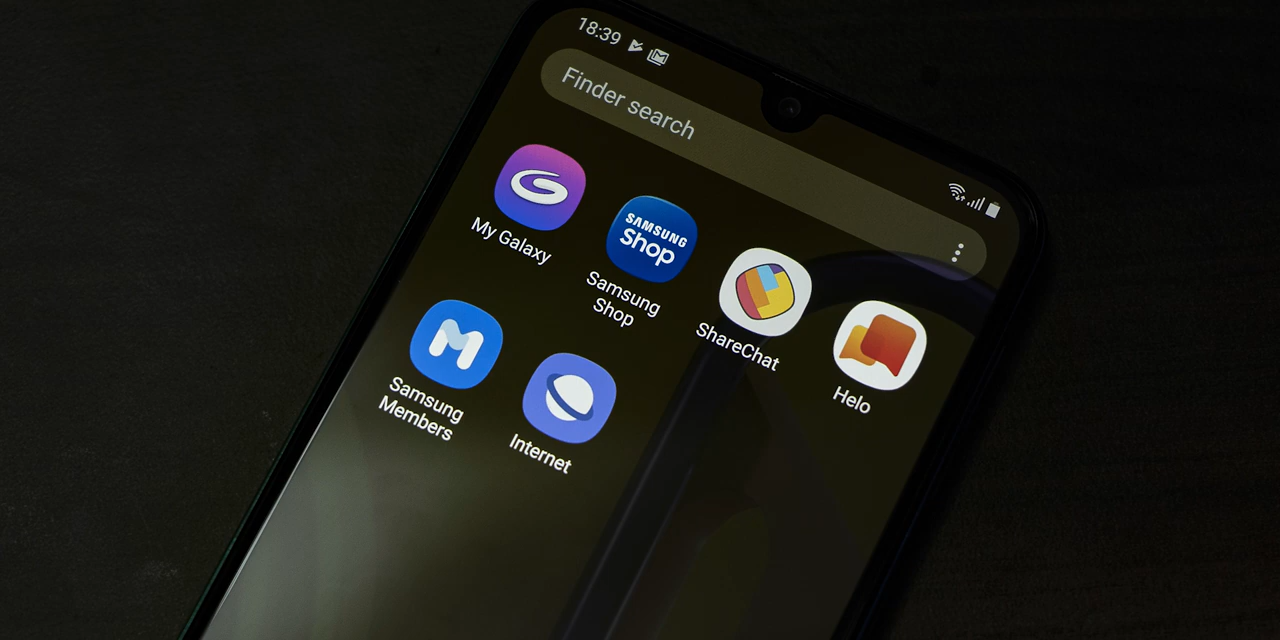 18:39
Finder search
My Galaxy
SAMSUNG
Shop
Samsung
Shop
ShareChat
Helo
Samsung
Members
Internet